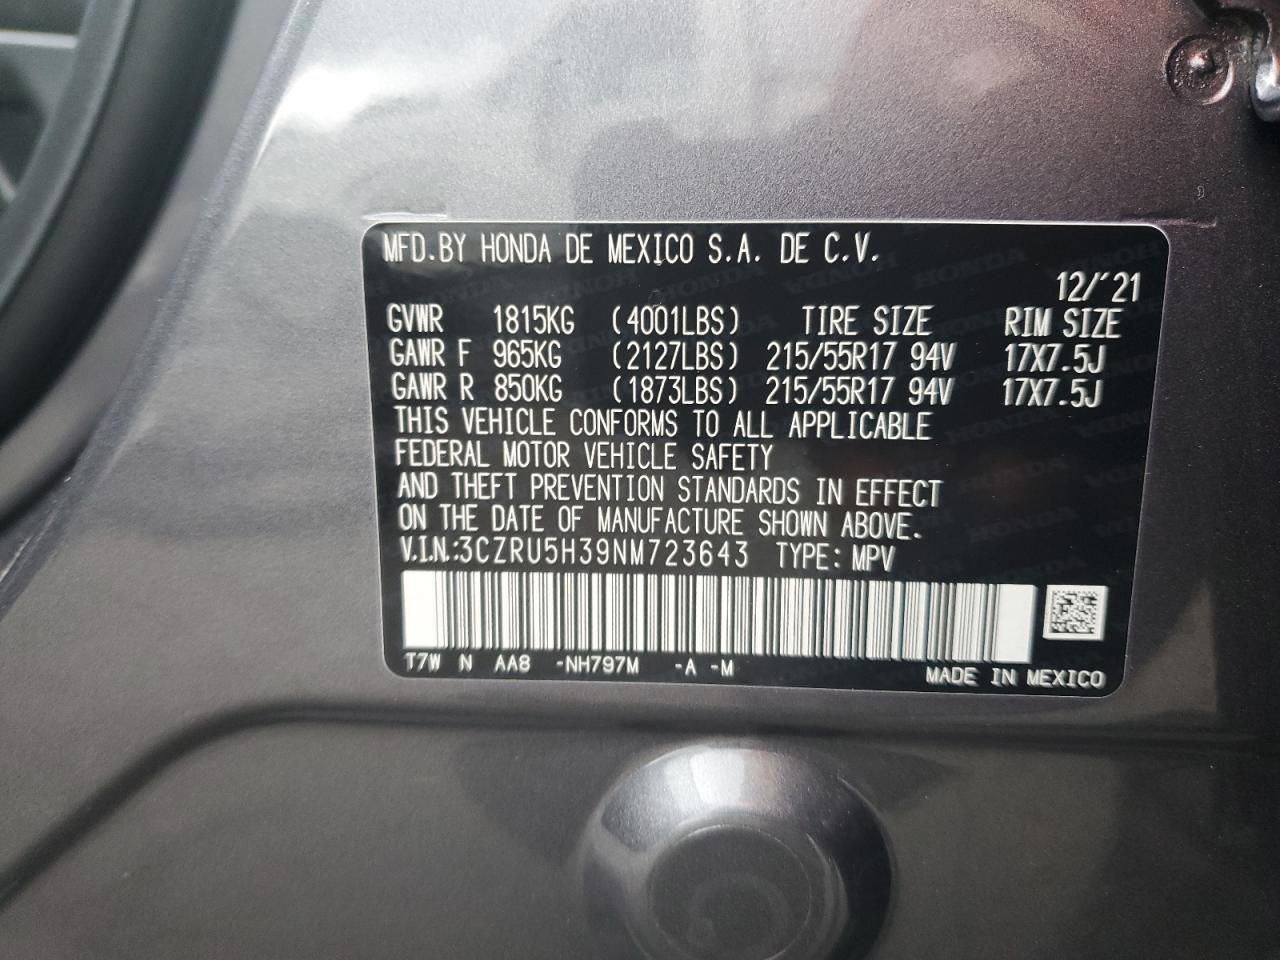 MFD.BY HONDA DE MEXICO S.A. DE C.V.
12/'21
GVWR 1815KG (4001LBS) TIRE SIZE RIM SIZE
GAWR F 965KG (2127LBS) 215/55R17 94V 17X7.5J
GAWR R 850KG (1873LBS) 215/55R17 94V 17X7.5J
THIS VEHICLE CONFORMS TO ALL APPLICABLE
FEDERAL MOTOR VEHICLE SAFETY
AND THEFT PREVENTION STANDARDS IN EFFECT
ON THE DATE OF MANUFACTURE SHOWN ABOVE.
V.I.N.:3CZRU5H39NM723643 TYPE: MPV
T7W N AA8 -NH797M -A -M
MADE IN MEXICO